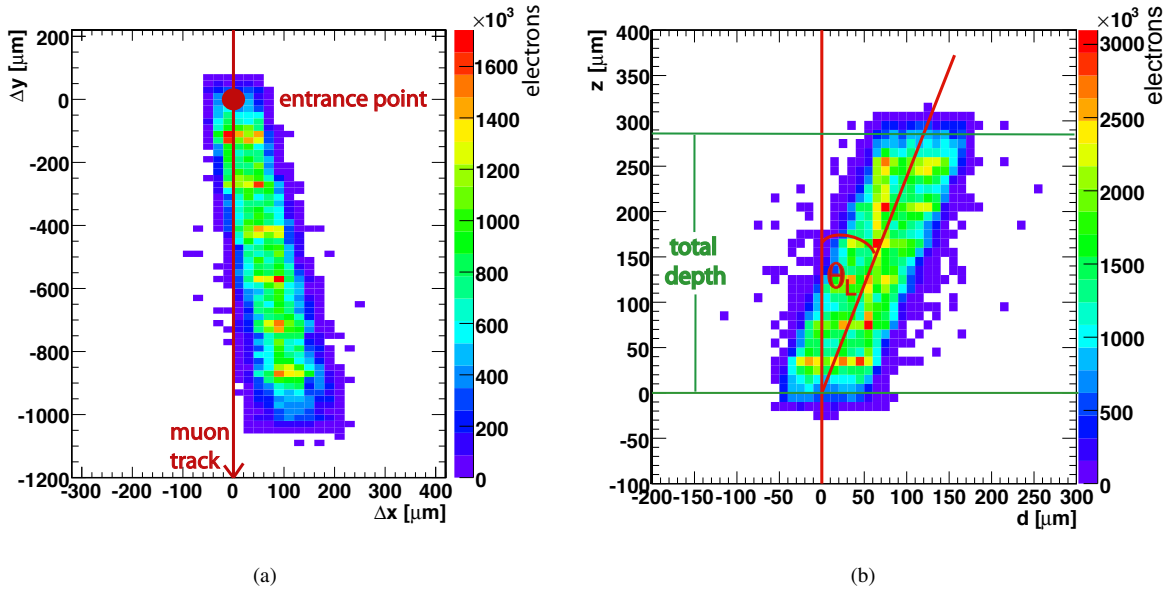 ×10³
Δy [μm]
200
0
-200
-400
-600
-800
-1000
-1200
entrance point
muon
track
-300 -200 -100 0 100 200 300 400
Δx [μm]
1600
1400
1200
1000
800
600
400
200
0
electrons
(a)
×10³
z [μm]
400
350
300
250
200
150
100
50
0
-50
-100
total
depth
θL
-200 -150 -100 -50 0 50 100 150 200 250 300
d [μm]
3000
2500
2000
1500
1000
500
0
electrons
(b)